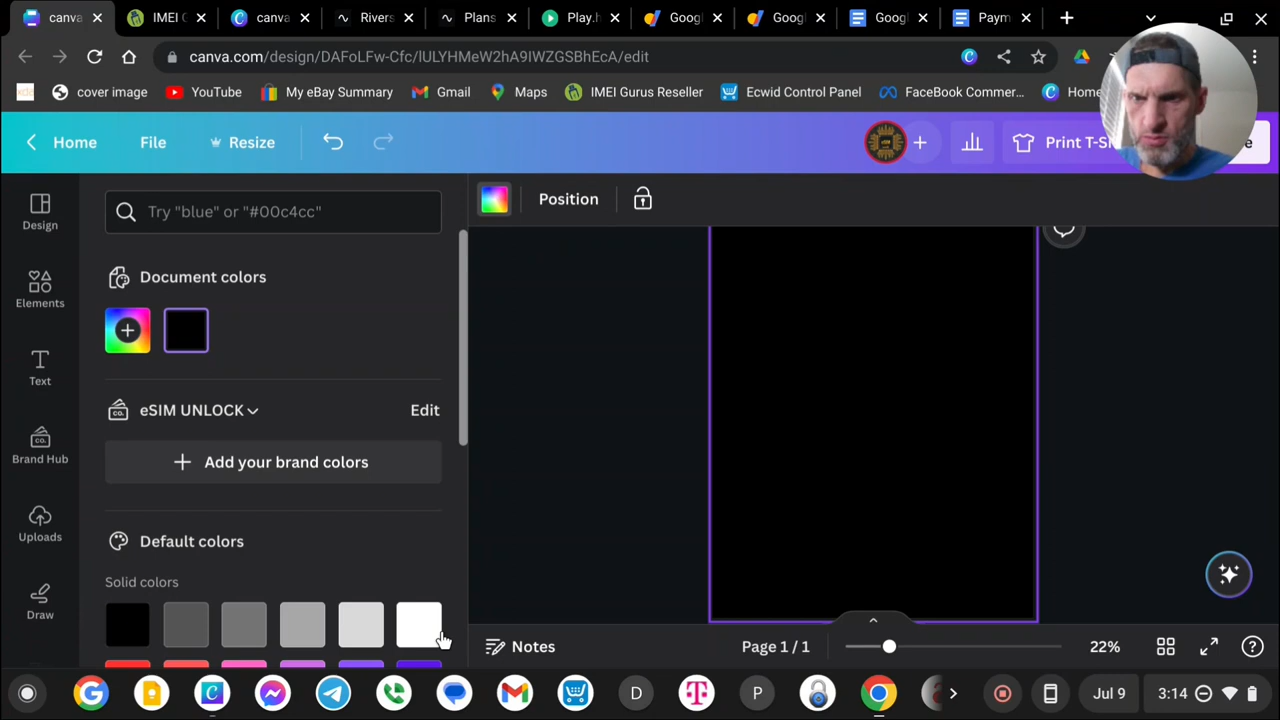 canva
IMEI G
canva
Rivers
Plans
Play.h
Googl
Googl
Googl
Paym
canva.com/design/DAFoLFw-Cfc/lULYHMeW2hA9IWZGSBhEcA/edit
cover image
YouTube
My eBay Summary
Gmail
Maps
IMEI Gurus Reseller
Ecwid Control Panel
FaceBook Commer...
Home
Home
File
Resize
Print T-S
e
Design
Try "blue" or "#00c4cc"
Position
Elements
Document colors
Text
eSIM UNLOCK
Edit
Brand Hub
Add your brand colors
Uploads
Default colors
Solid colors
Draw
Notes
Page 1 / 1
22%
D
P
Jul 9
3:14